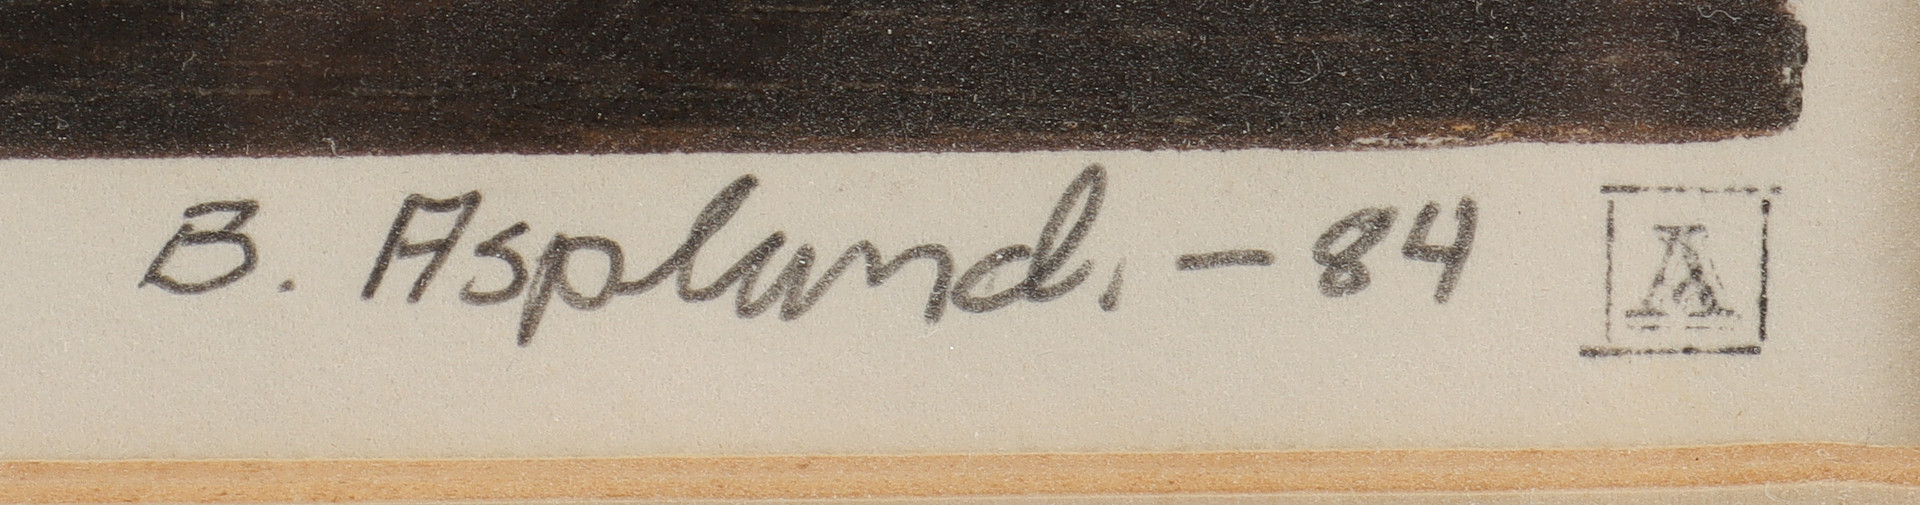 B. Asplund. - 84